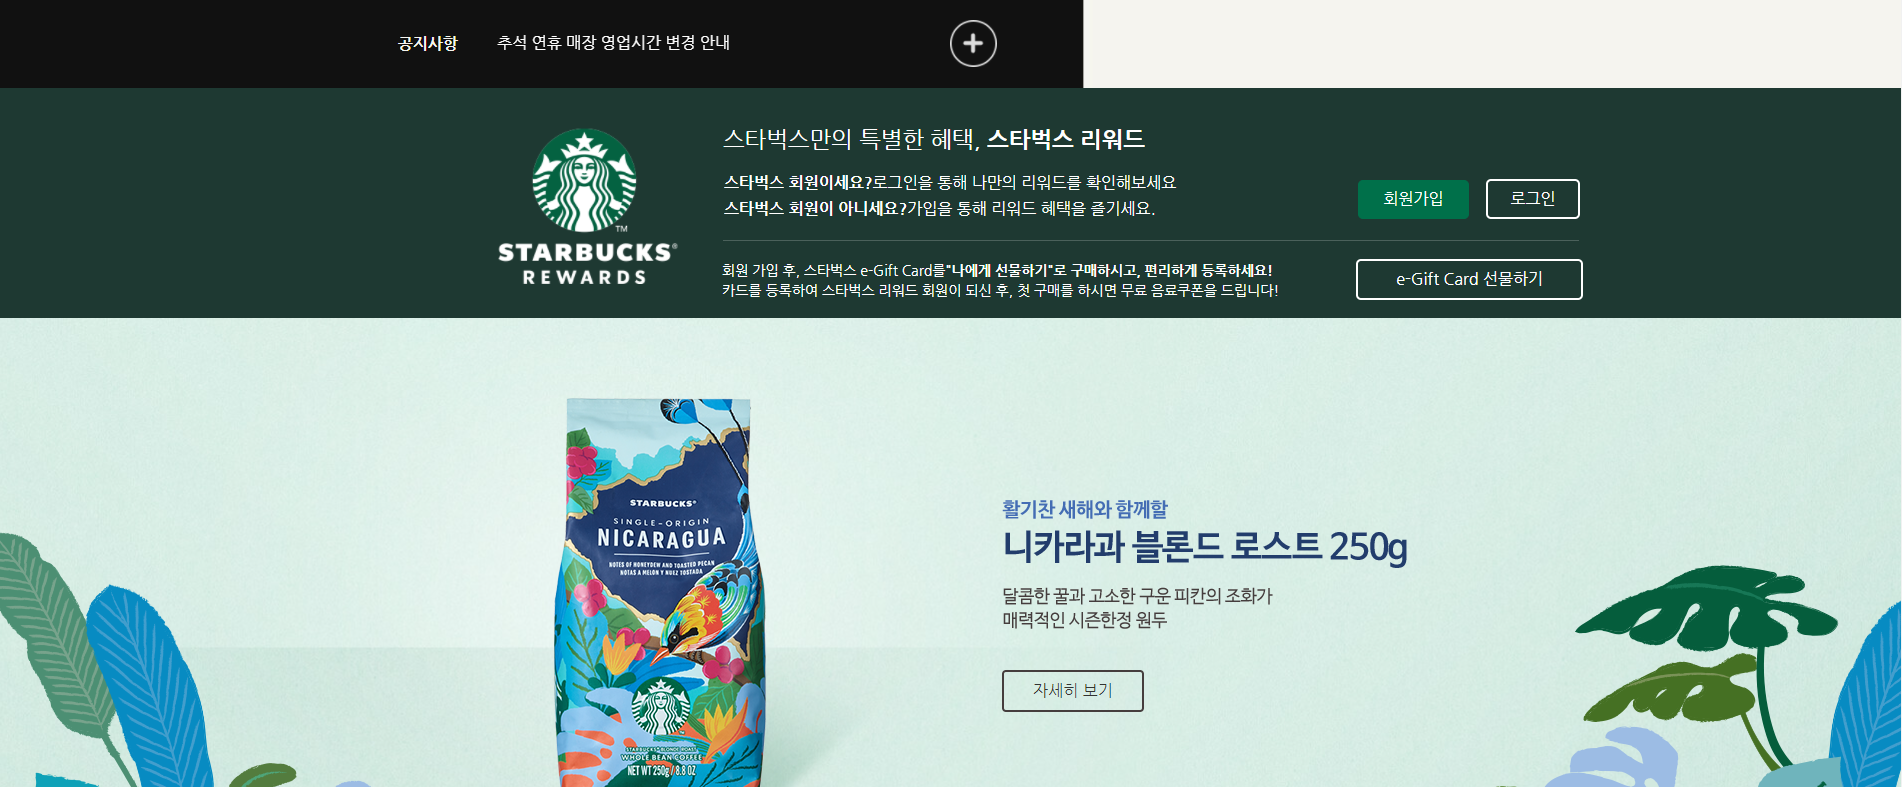 공지사항 추석 연휴 매장 영업시간 변경 안내
스타벅스만의 특별한 혜택, 스타벅스 리워드
스타벅스 회원이세요?로그인을 통해 나만의 리워드를 확인해보세요
스타벅스 회원이 아니세요?가입을 통해 리워드 혜택을 즐기세요.
회원가입 로그인
TM
STARBUCKS®
REWARDS
회원 가입 후, 스타벅스 e-Gift Card를"나에게 선물하기"로 구매하시고, 편리하게 등록하세요!
카드를 등록하여 스타벅스 리워드 회원이 되신 후, 첫 구매를 하시면 무료 음료쿠폰을 드립니다!
e-Gift Card 선물하기
STARBUCKS®
SINGLE-ORIGIN
NICARAGUA
NOTES OF HONEYDEW AND TOASTED PECAN
NOTAS A MELON Y NUEZ TOSTADA
STARBUCKS® BLONDE ROAST
WHOLE BEAN COFFEE
NET WT 250g / 8.8 OZ
활기찬 새해와 함께할
니카라과 블론드 로스트 250g
달콤한 꿀과 고소한 구운 피칸의 조화가
매력적인 시즌한정 원두
자세히 보기